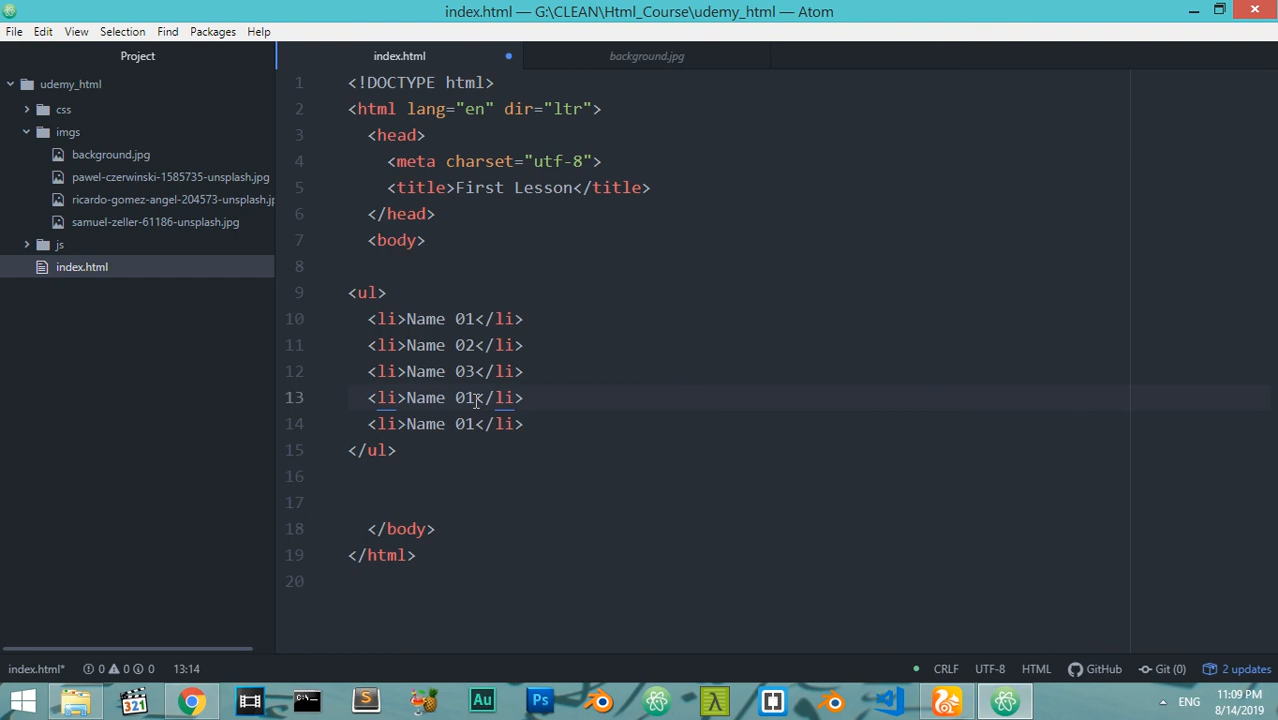 index.html — G:\CLEAN\Html_Course\udemy_html — Atom
File Edit View Selection Find Packages Help
Project
index.html
background.jpg
udemy_html
css
imgs
background.jpg
pawel-czerwinski-1585735-unsplash.jpg
ricardo-gomez-angel-204573-unsplash.jp
samuel-zeller-61186-unsplash.jpg
js
index.html
1 <!DOCTYPE html>
2 <html lang="en" dir="ltr">
3 <head>
4 <meta charset="utf-8">
5 <title>First Lesson</title>
6 </head>
7 <body>
8
9 <ul>
10 <li>Name 01</li>
11 <li>Name 02</li>
12 <li>Name 03</li>
13 <li>Name 01</li>
14 <li>Name 01</li>
15 </ul>
16
17
18 </body>
19 </html>
20
index.html* 0 0 0 13:14 CRLF UTF-8 HTML GitHub Git (0) 2 updates
321 C:\ S Au Ps λ ENG
11:09 PM
8/14/2019